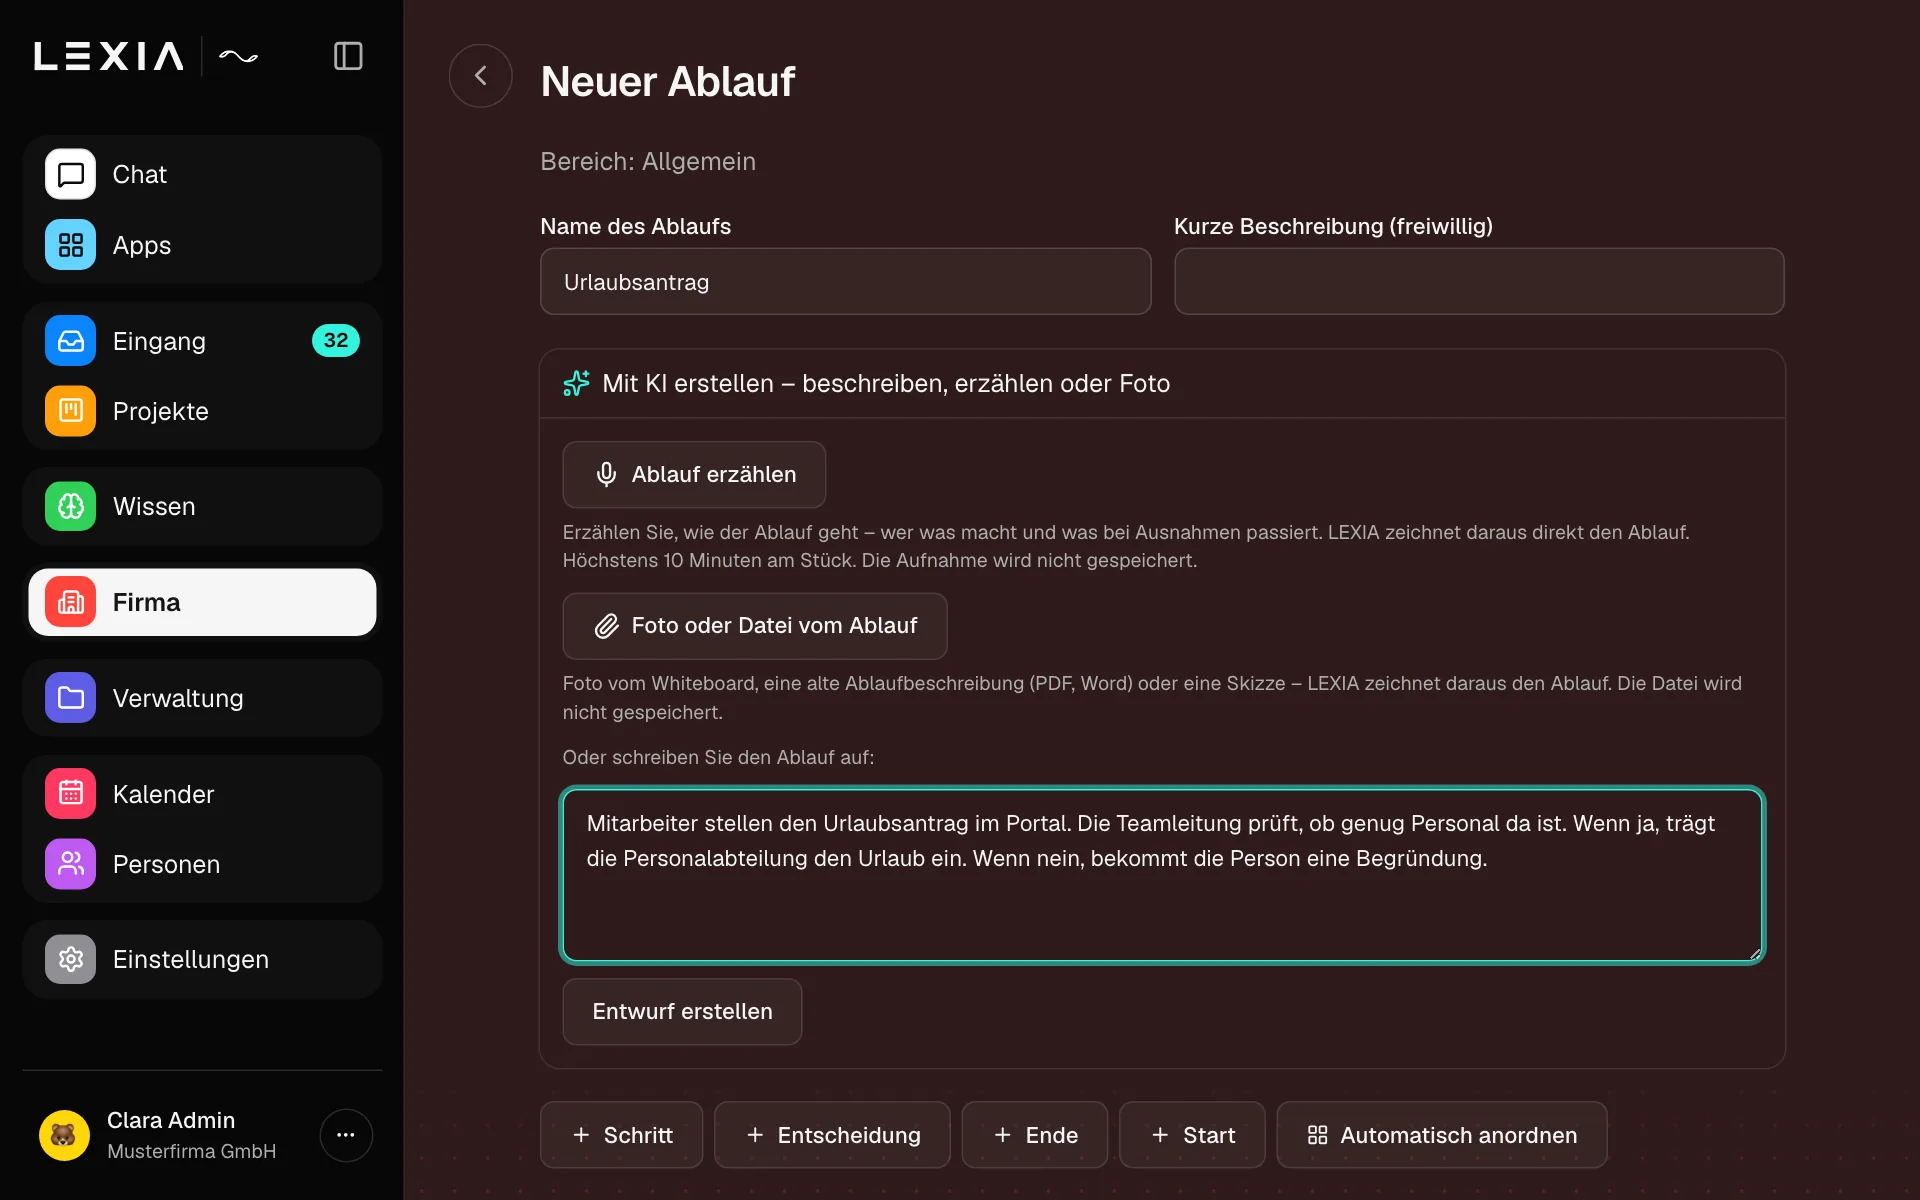 LEXIA
Chat
Apps
Eingang 32
Projekte
Wissen
Firma
Verwaltung
Kalender
Personen
Einstellungen
Clara Admin
Musterfirma GmbH
Neuer Ablauf
Bereich: Allgemein
Name des Ablaufs
Urlaubsantrag
Kurze Beschreibung (freiwillig)
Mit KI erstellen – beschreiben, erzählen oder Foto
Ablauf erzählen
Erzählen Sie, wie der Ablauf geht – wer was macht und was bei Ausnahmen passiert. LEXIA zeichnet daraus direkt den Ablauf.
Höchstens 10 Minuten am Stück. Die Aufnahme wird nicht gespeichert.
Foto oder Datei vom Ablauf
Foto vom Whiteboard, eine alte Ablaufbeschreibung (PDF, Word) oder eine Skizze – LEXIA zeichnet daraus den Ablauf. Die Datei wird
nicht gespeichert.
Oder schreiben Sie den Ablauf auf:
Mitarbeiter stellen den Urlaubsantrag im Portal. Die Teamleitung prüft, ob genug Personal da ist. Wenn ja, trägt
die Personalabteilung den Urlaub ein. Wenn nein, bekommt die Person eine Begründung.
Entwurf erstellen
+ Schritt
+ Entscheidung
+ Ende
+ Start
Automatisch anordnen